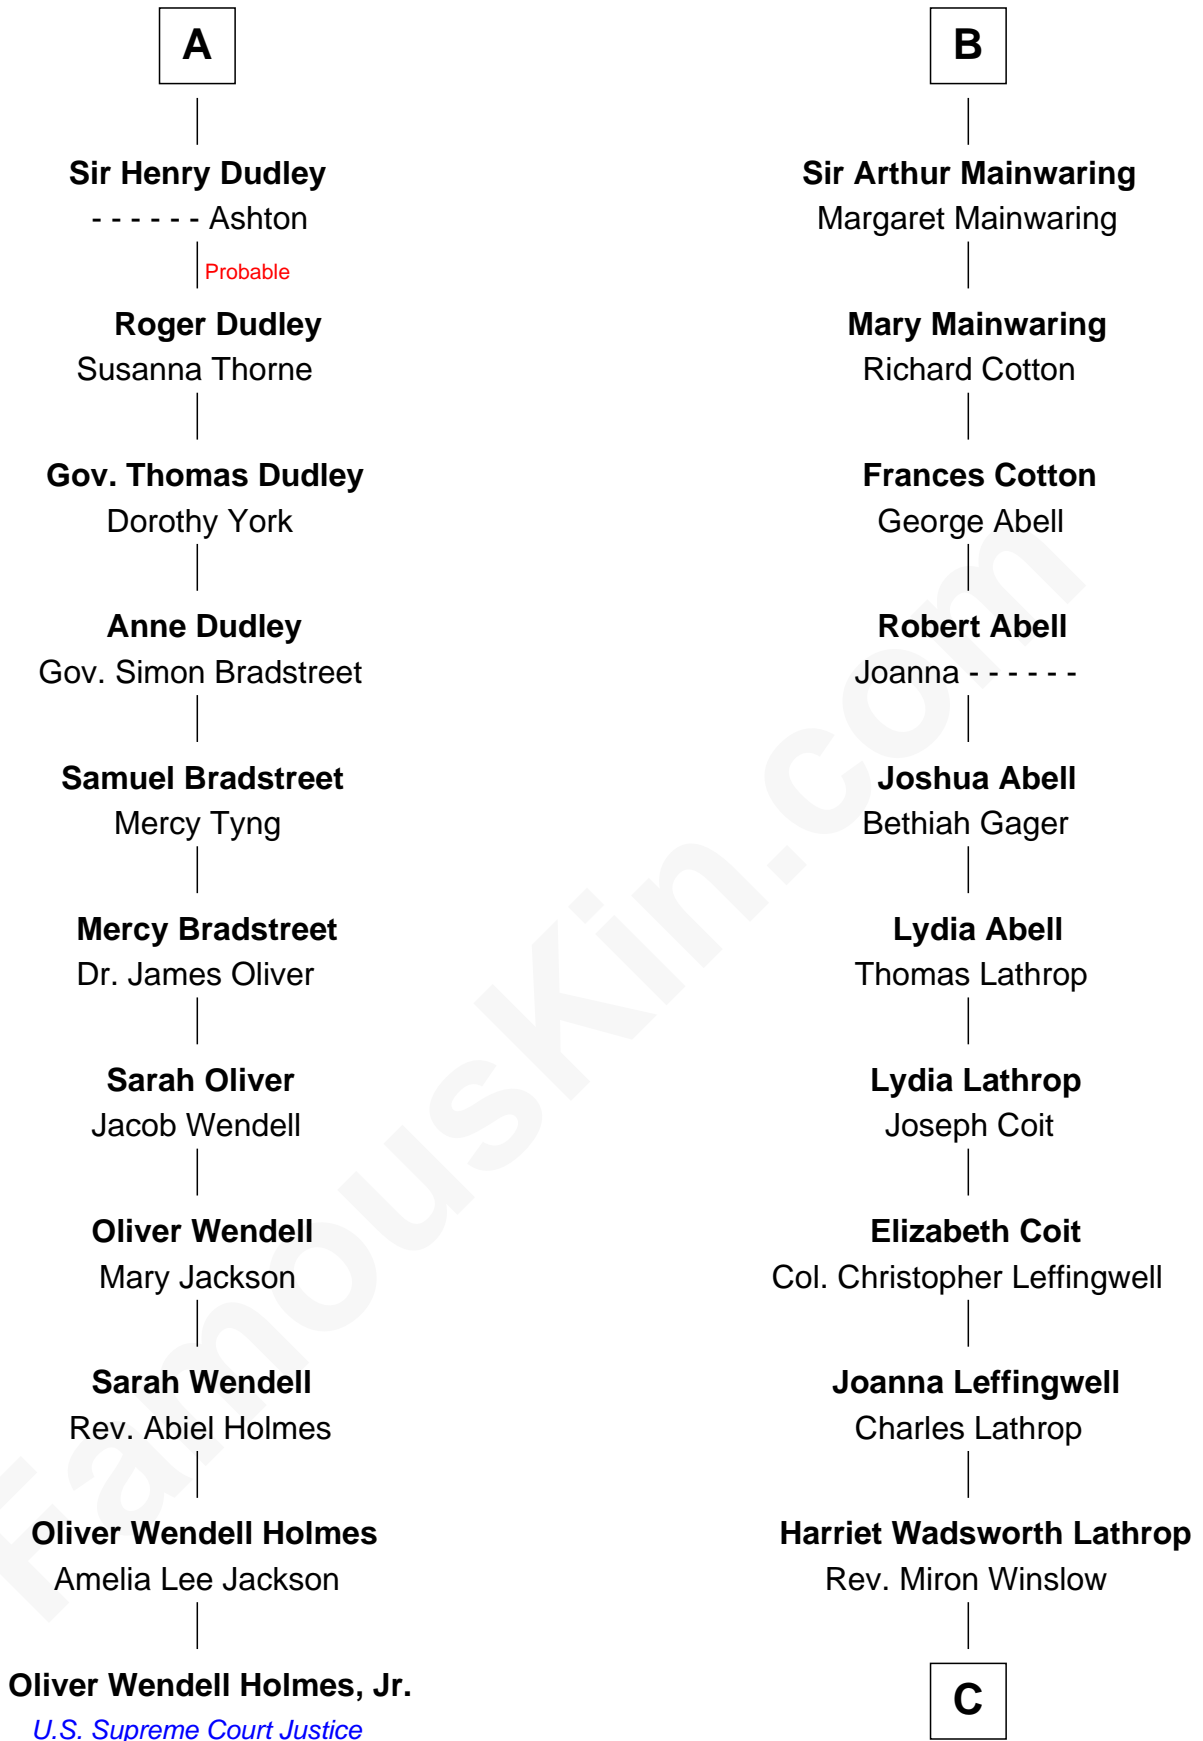 A
Sir Henry Dudley
- - - - - - Ashton
Probable
Roger Dudley
Susanna Thorne
Gov. Thomas Dudley
Dorothy York
Anne Dudley
Gov. Simon Bradstreet
Samuel Bradstreet
Mercy Tyng
Mercy Bradstreet
Dr. James Oliver
Sarah Oliver
Jacob Wendell
Oliver Wendell
Mary Jackson
Sarah Wendell
Rev. Abiel Holmes
Oliver Wendell Holmes
Amelia Lee Jackson
Oliver Wendell Holmes, Jr.
U.S. Supreme Court Justice
B
Sir Arthur Mainwaring
Margaret Mainwaring
Mary Mainwaring
Richard Cotton
Frances Cotton
George Abell
Robert Abell
Joanna - - - - - -
Joshua Abell
Bethiah Gager
Lydia Abell
Thomas Lathrop
Lydia Lathrop
Joseph Coit
Elizabeth Coit
Col. Christopher Leffingwell
Joanna Leffingwell
Charles Lathrop
Harriet Wadsworth Lathrop
Rev. Miron Winslow
C
FamousKin.com